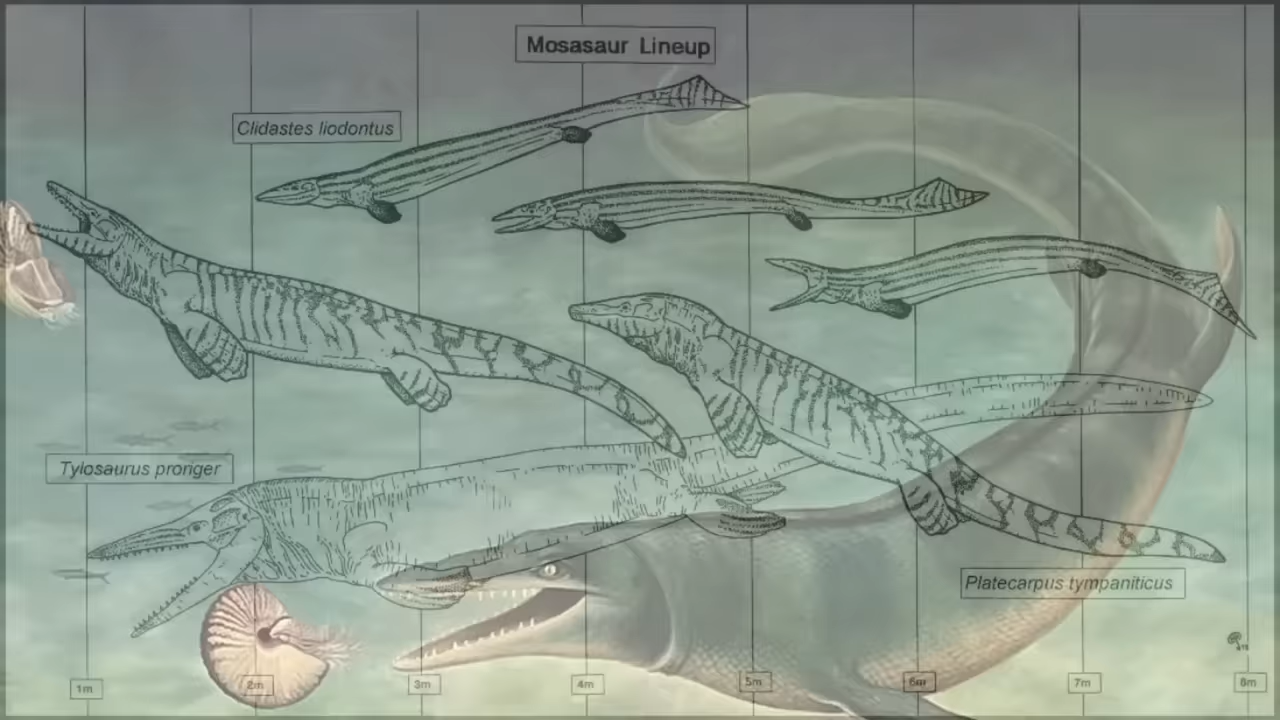 Mosasaur Lineup
Clidastes liodontus
Tylosaurus proriger
Platecarpus tympaniticus
1m
2m
3m
4m
5m
6m
7m
8m